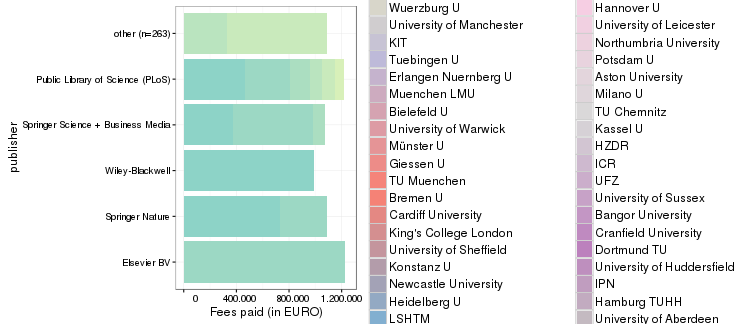 publisher
other (n=263)
Public Library of Science (PLoS)
Springer Science + Business Media
Wiley-Blackwell
Springer Nature
Elsevier BV
0 400.000 800.000 1.200.000
Fees paid (in EURO)
Wuerzburg U
University of Manchester
KIT
Tuebingen U
Erlangen Nuernberg U
Muenchen LMU
Bielefeld U
University of Warwick
Münster U
Giessen U
TU Muenchen
Bremen U
Cardiff University
King's College London
University of Sheffield
Konstanz U
Newcastle University
Heidelberg U
LSHTM
Hannover U
University of Leicester
Northumbria University
Potsdam U
Aston University
Milano U
TU Chemnitz
Kassel U
HZDR
ICR
UFZ
University of Sussex
Bangor University
Cranfield University
Dortmund TU
University of Huddersfield
IPN
Hamburg TUHH
University of Aberdeen